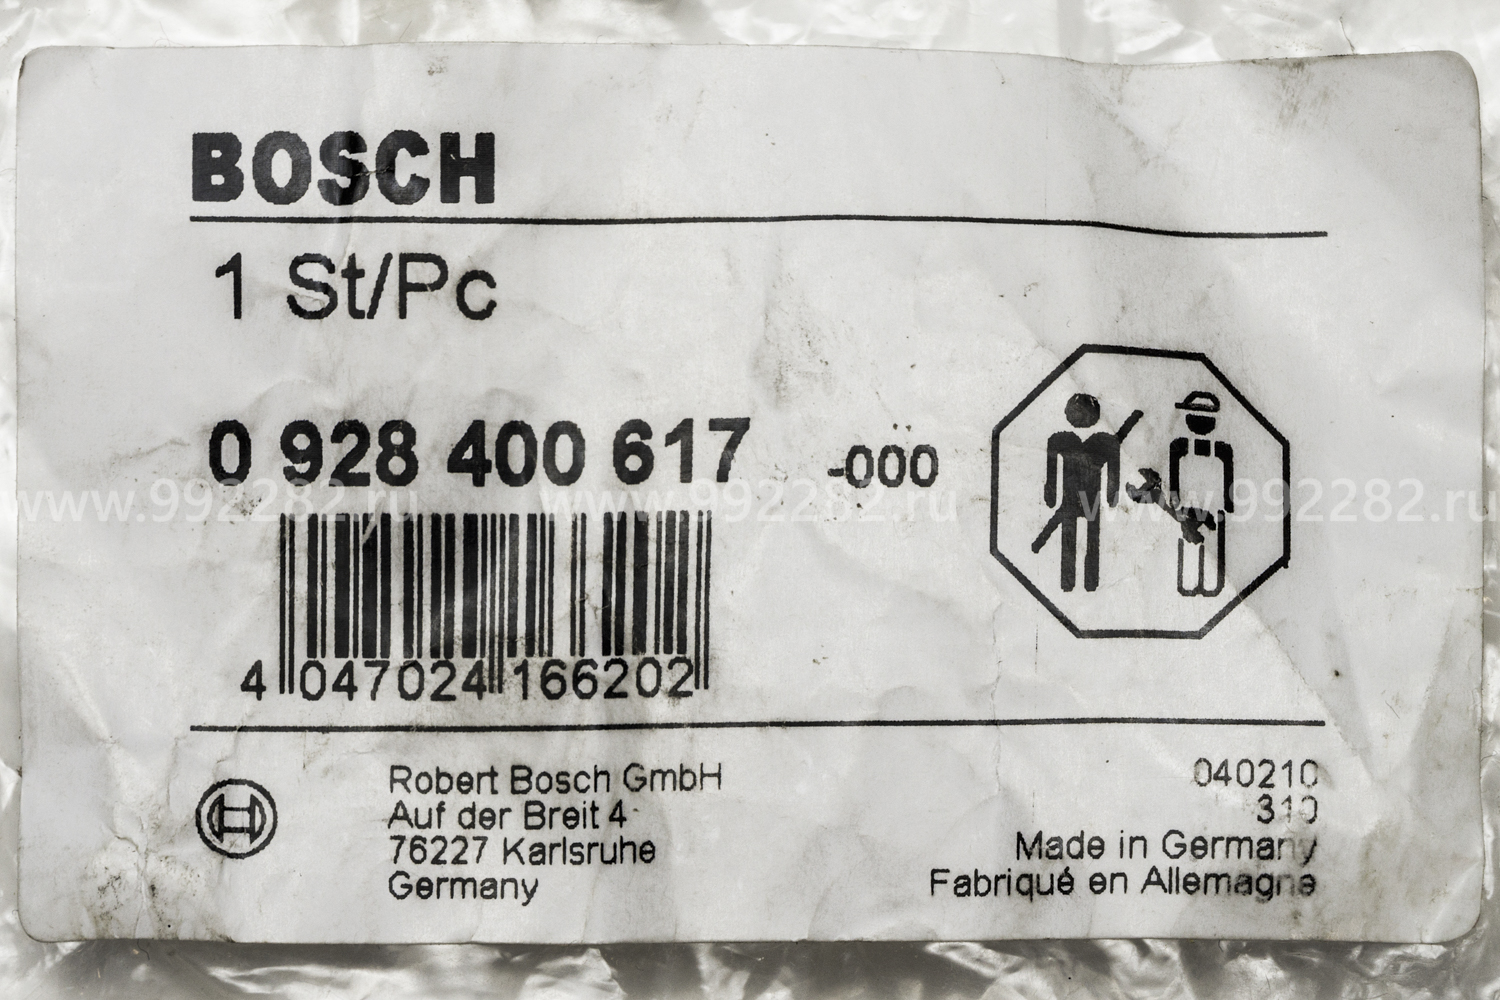 BOSCH
1 St/Pc
0 928 400 617 -000
4 047024 166202
www.992282.ru www.992282.ru www.992282.ru
Robert Bosch GmbH
Auf der Breit 4
76227 Karlsruhe
Germany
040210
310
Made in Germany
Fabriqué en Allemagne